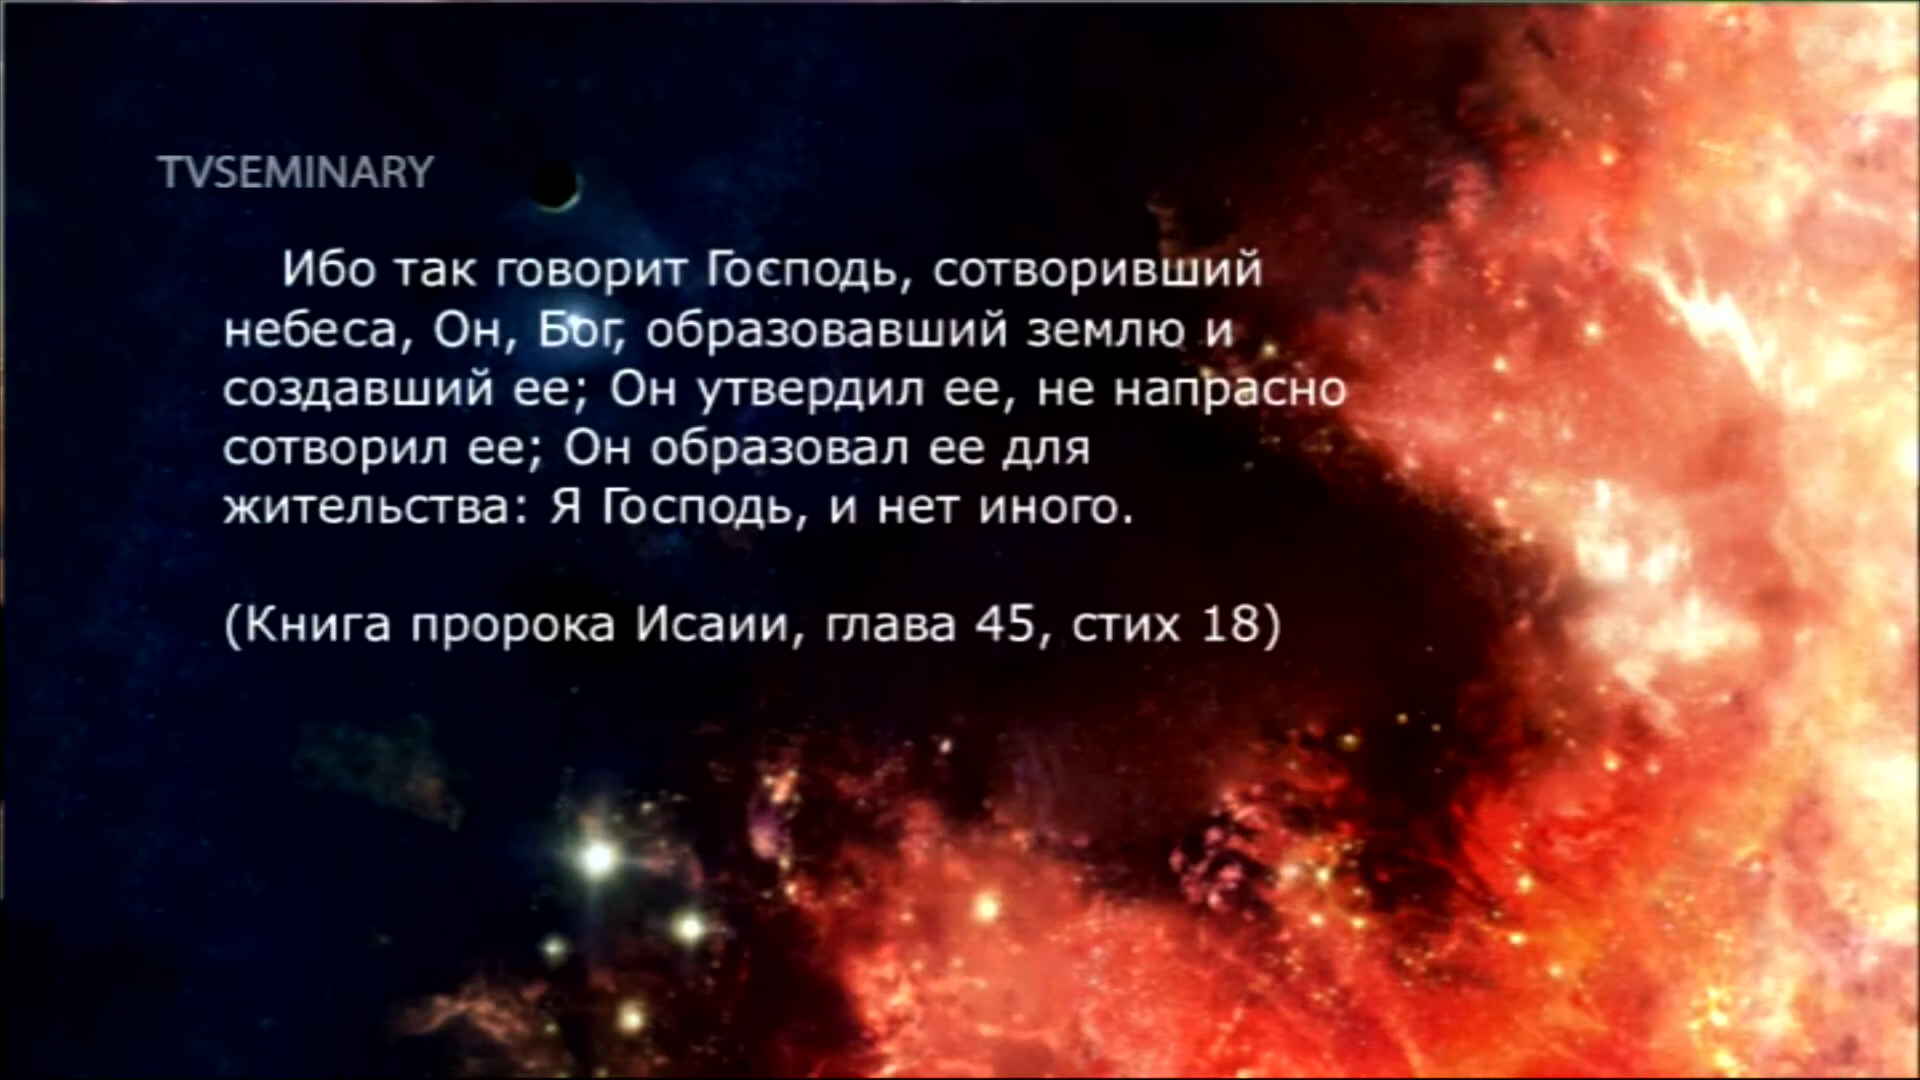 TVSEMINARY
Ибо так говорит Господь, сотворивший
небеса, Он, Бог, образовавший землю и
создавший ее; Он утвердил ее, не напрасно
сотворил ее; Он образовал ее для
жительства: Я Господь, и нет иного.
(Книга пророка Исаии, глава 45, стих 18)